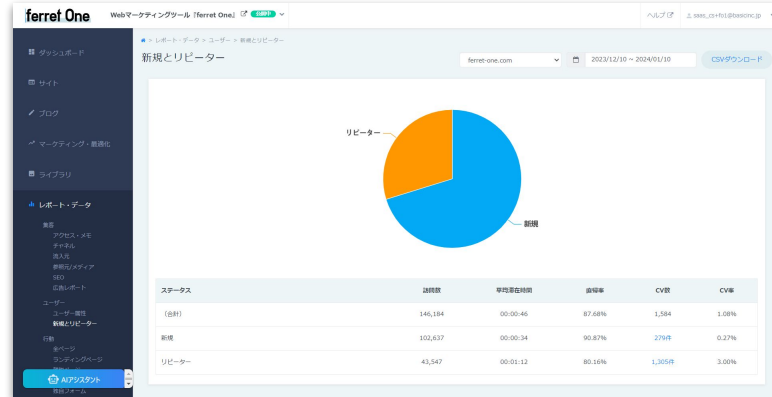 ferret One
Webマーケティングツール『ferret One』 公開中
ヘルプ
saas_cs+fo1@basicinc.jp
ダッシュボード
サイト
ブログ
マーケティング・最適化
ライブラリ
レポート・データ
集客
アクセス・メモ
チャネル
流入元
参照元/メディア
SEO
広告レポート
ユーザー
ユーザー属性
新規とリピーター
行動
全ページ
ランディングページ
AIアシスタント
独自フォーム
> レポート・データ > ユーザー > 新規とリピーター
新規とリピーター
ferret-one.com
2023/12/10 ~ 2024/01/10
CSVダウンロード
リピーター
新規
ステータス 訪問数 平均滞在時間 直帰率 CV数 CV率
(合計) 146,184 00:00:46 87.68% 1,584 1.08%
新規 102,637 00:00:34 90.87% 279件 0.27%
リピーター 43,547 00:01:12 80.16% 1,305件 3.00%